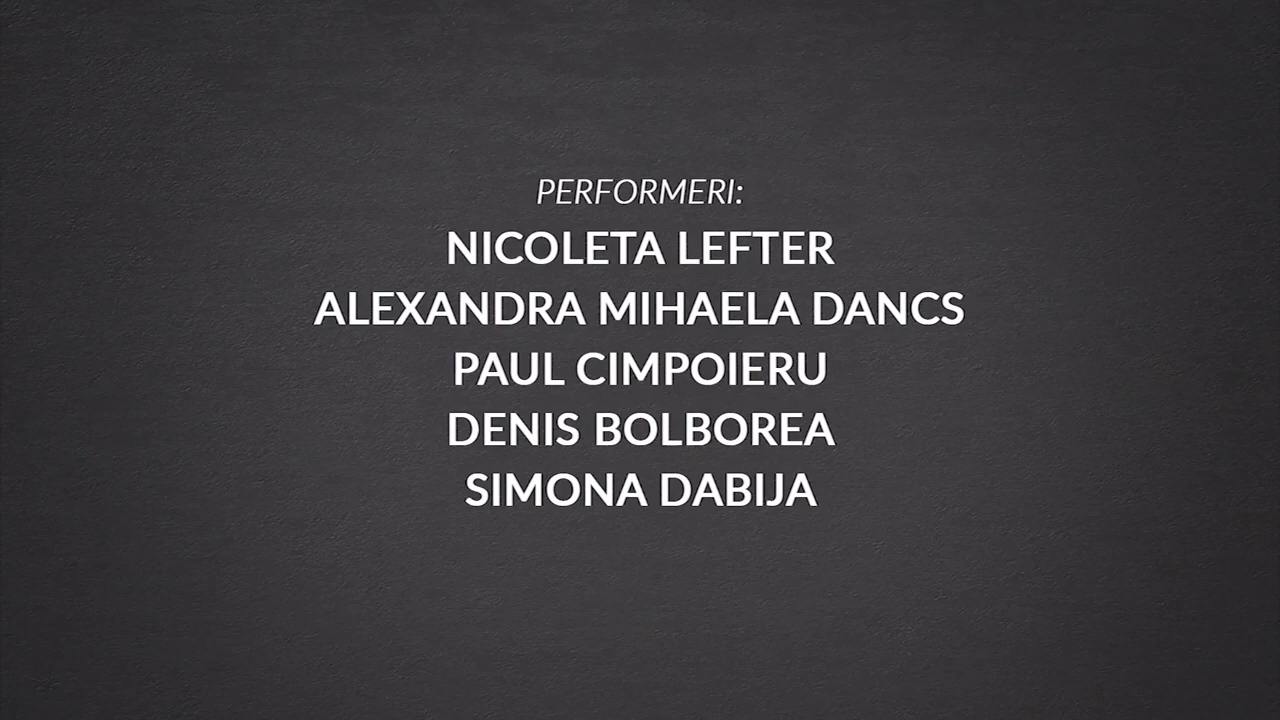 PERFORMERI:
NICOLETA LEFTER
ALEXANDRA MIHAELA DANCS
PAUL CIMPOIERU
DENIS BOLBOREA
SIMONA DABIJA